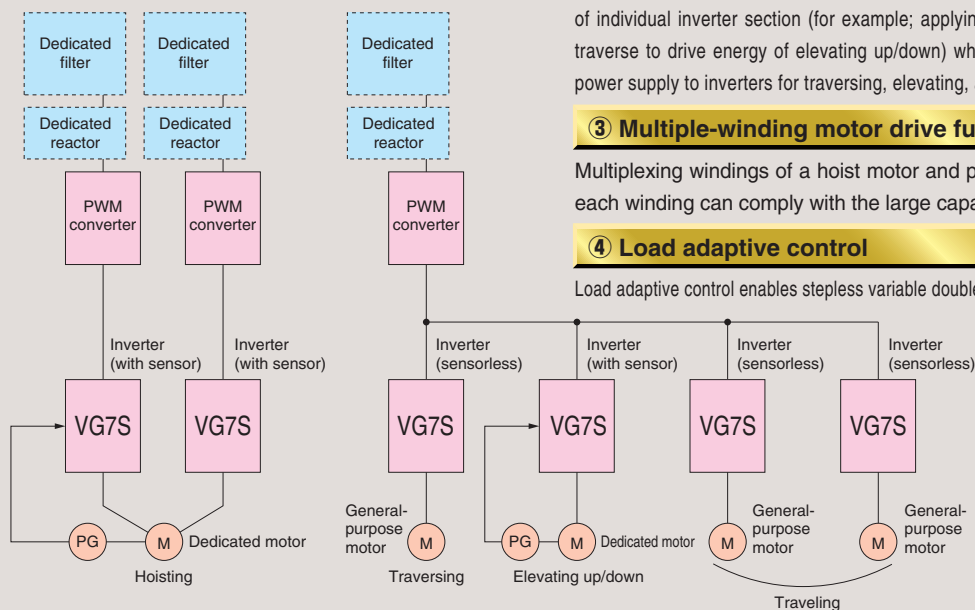 of individual inverter section (for example; applyin
traverse to drive energy of elevating up/down) wh
power supply to inverters for traversing, elevating,
③ Multiple-winding motor drive fu
Multiplexing windings of a hoist motor and p
each winding can comply with the large capa
④ Load adaptive control
Load adaptive control enables stepless variable double
Dedicated
filter
Dedicated
filter
Dedicated
filter
Dedicated
reactor
Dedicated
reactor
Dedicated
reactor
PWM
converter
PWM
converter
PWM
converter
Inverter
(with sensor)
Inverter
(with sensor)
Inverter
(sensorless)
Inverter
(with sensor)
Inverter
(sensorless)
Inverter
(sensorless)
VG7S
VG7S
VG7S
VG7S
VG7S
VG7S
PG
M
Dedicated motor
Hoisting
General-
purpose
motor
M
Traversing
PG
M
Dedicated motor
Elevating up/down
M
General-
purpose
motor
M
General-
purpose
motor
Traveling